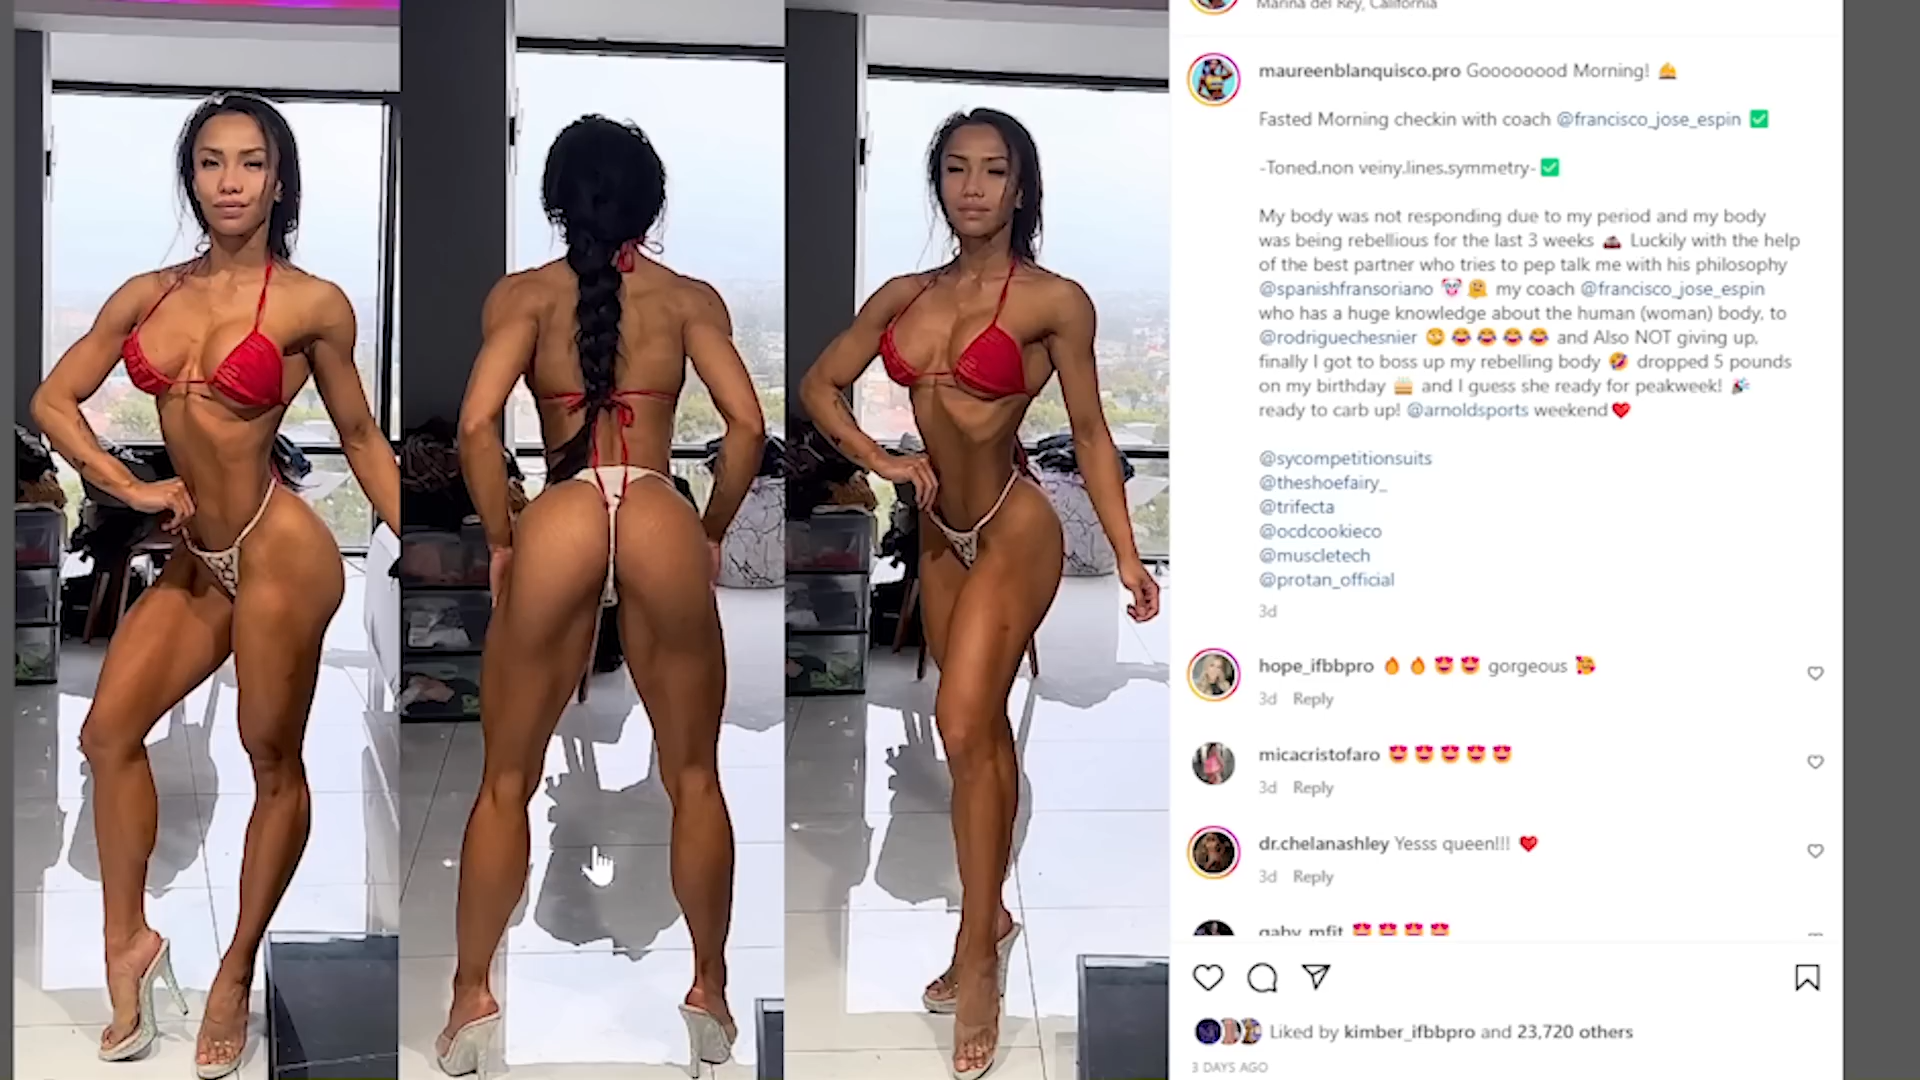 Marina del Rey, California
maureenblanquisco.pro Goooooood Morning!
Fasted Morning checkin with coach @francisco_jose_espin ✅
-Toned.non veiny.lines.symmetry-✅
My body was not responding due to my period and my body
was being rebellious for the last 3 weeks Luckily with the help
of the best partner who tries to pep talk me with his philosophy
@spanishfransoriano my coach @francisco_jose_espin
who has a huge knowledge about the human (woman) body, to
@rodriguechesnier 😂😂😂😂 and Also NOT giving up,
finally I got to boss up my rebelling body 🤣 dropped 5 pounds
on my birthday 🎂 and I guess she ready for peakweek! 🎉
ready to carb up! @arnoldsports weekend❤️
@sycompetitionsuits
@theshoefairy_
@trifecta
@ocdcookieco
@muscletech
@protan_official
3d
hope_ifbbpro 🔥🔥😍😍 gorgeous 🥰
3d Reply
micacristofaro 😍😍😍😍😍
3d Reply
dr.chelanashley Yesss queen!!! ❤️
3d Reply
gaby_mfit 😍😍😍😍
Liked by kimber_ifbbpro and 23,720 others
3 DAYS AGO